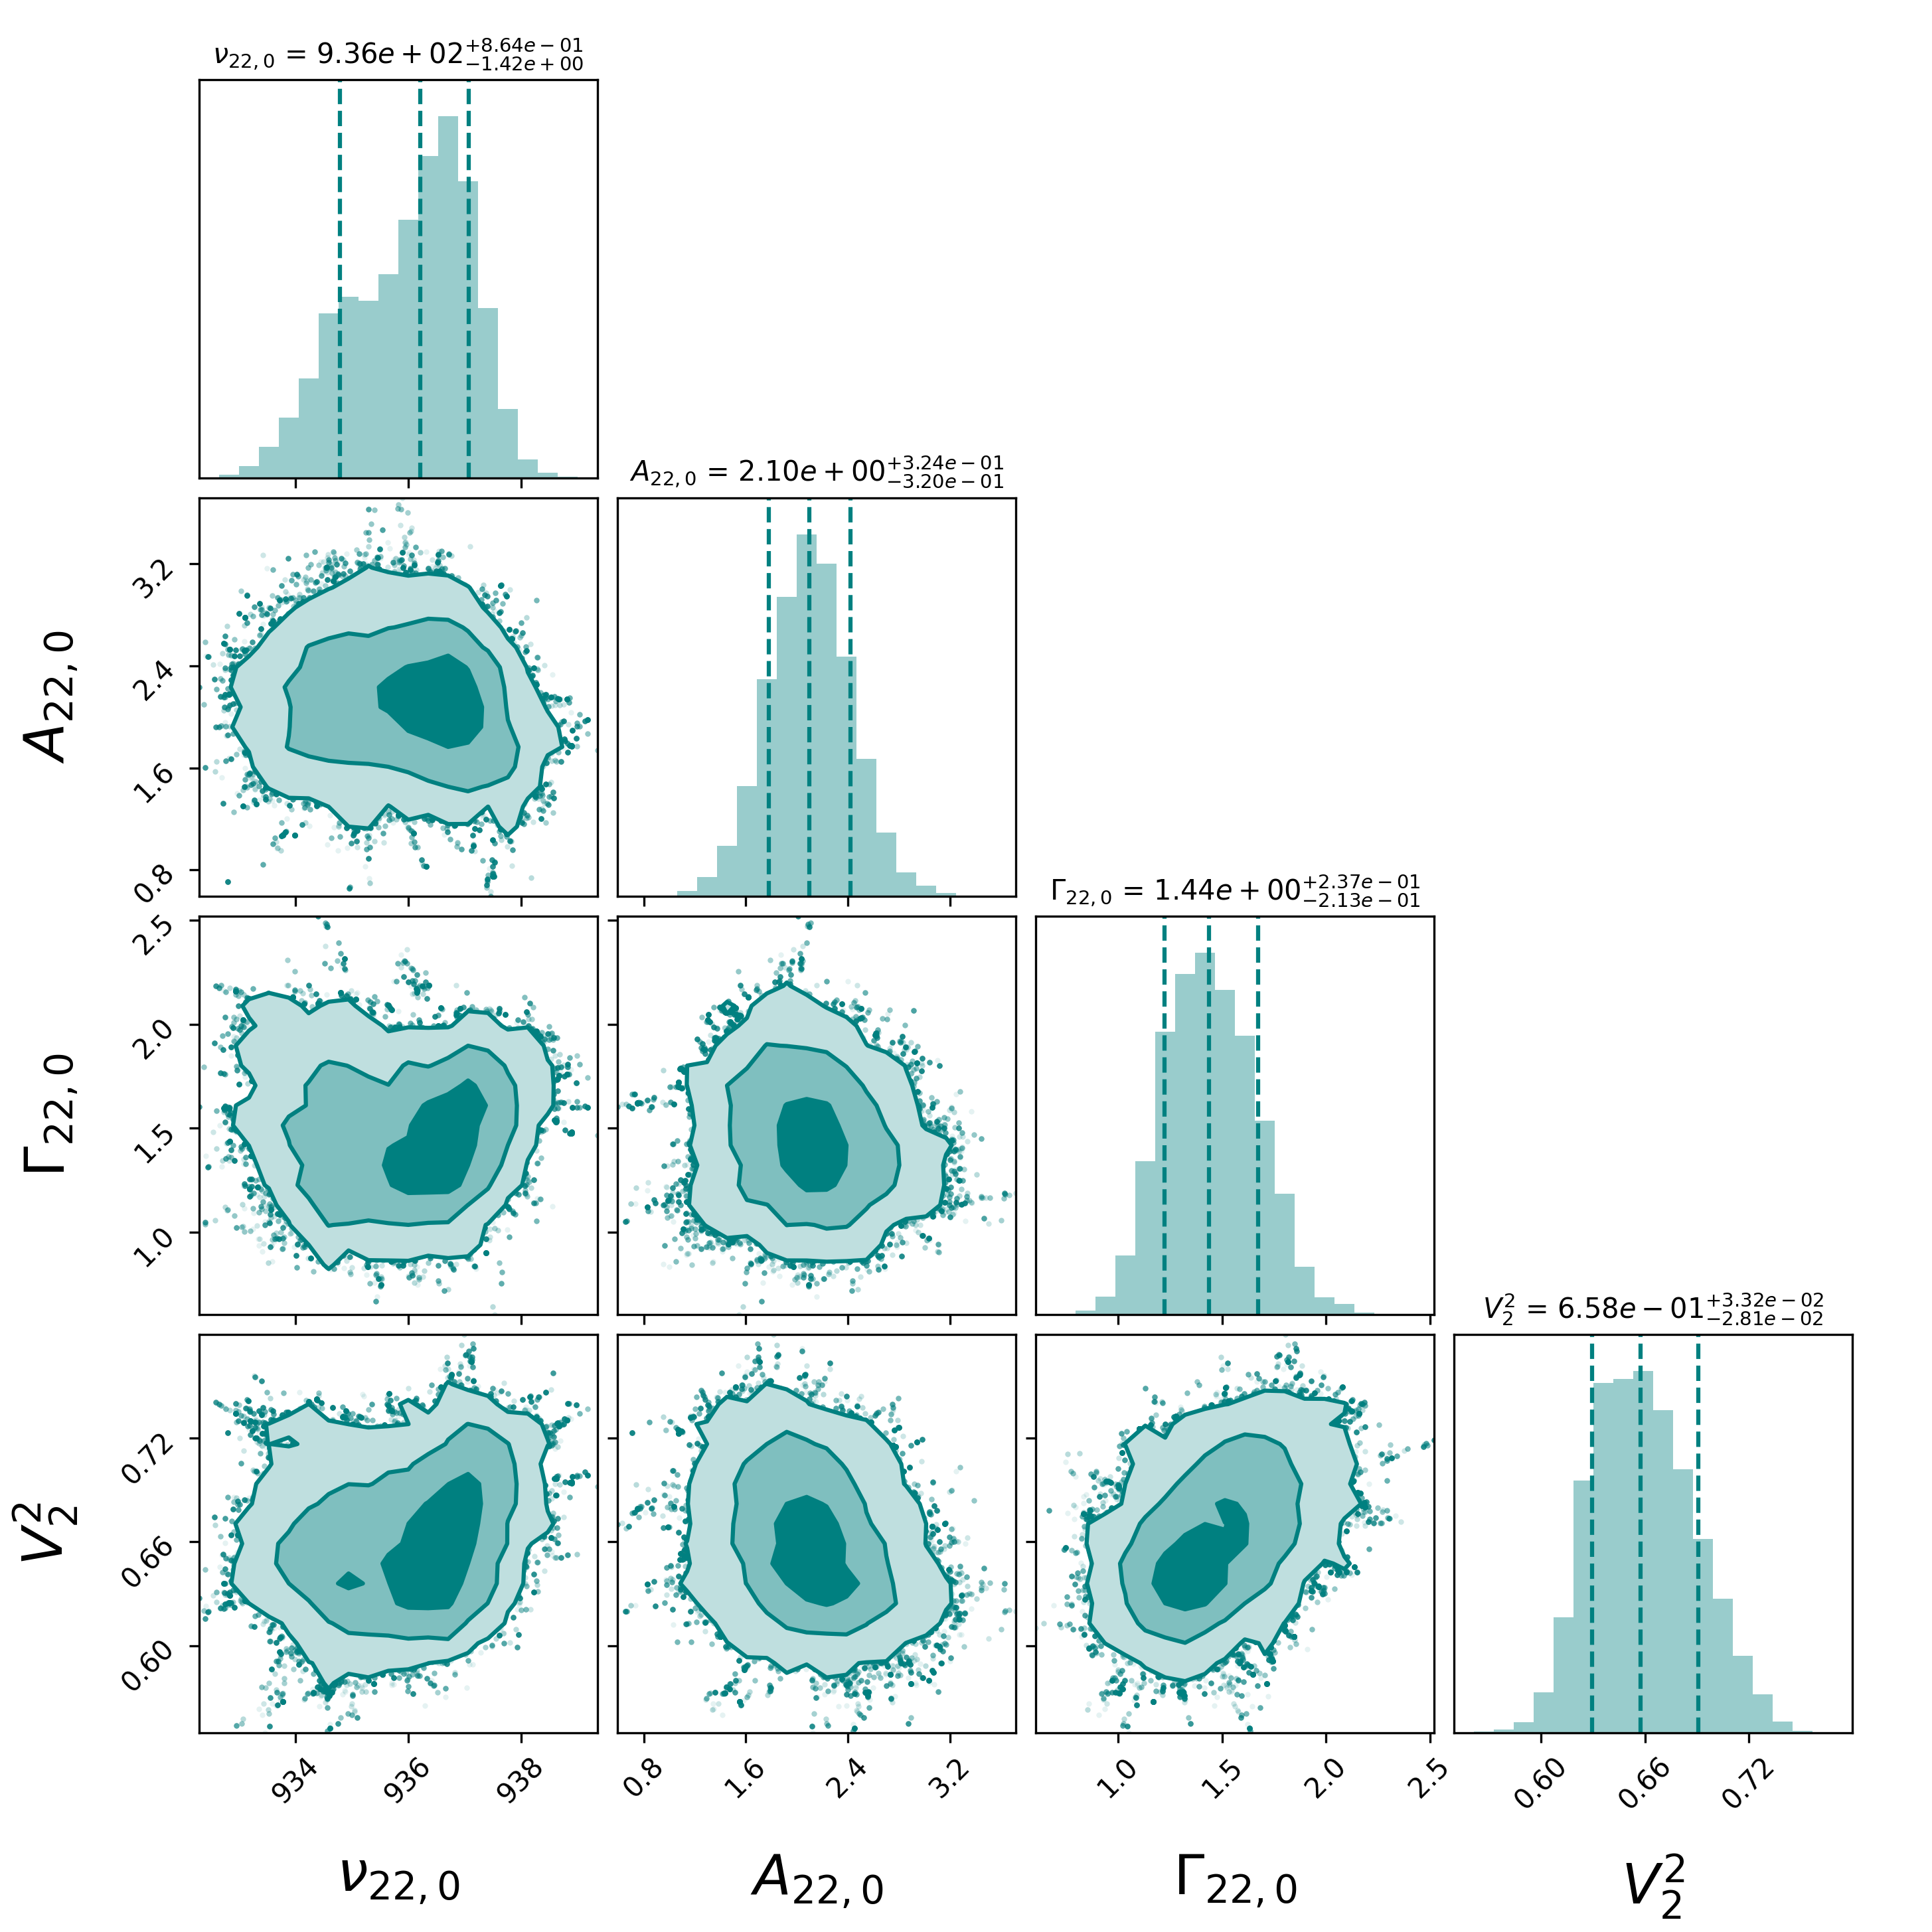 ν22,0 = 9.36e + 02 +8.64e − 01 −1.42e + 00
A22,0 = 2.10e + 00 +3.24e − 01 −3.20e − 01
3.2
2.4
1.6
0.8
A22,0
Γ22,0 = 1.44e + 00 +2.37e − 01 −2.13e − 01
2.5
2.0
1.5
1.0
Γ22,0
V₂² = 6.58e − 01 +3.32e − 02 −2.81e − 02
0.72
0.66
0.60
V₂²
934 936 938 0.8 1.6 2.4 3.2 1.0 1.5 2.0 2.5 0.60 0.66 0.72
ν22,0 A22,0 Γ22,0 V₂²